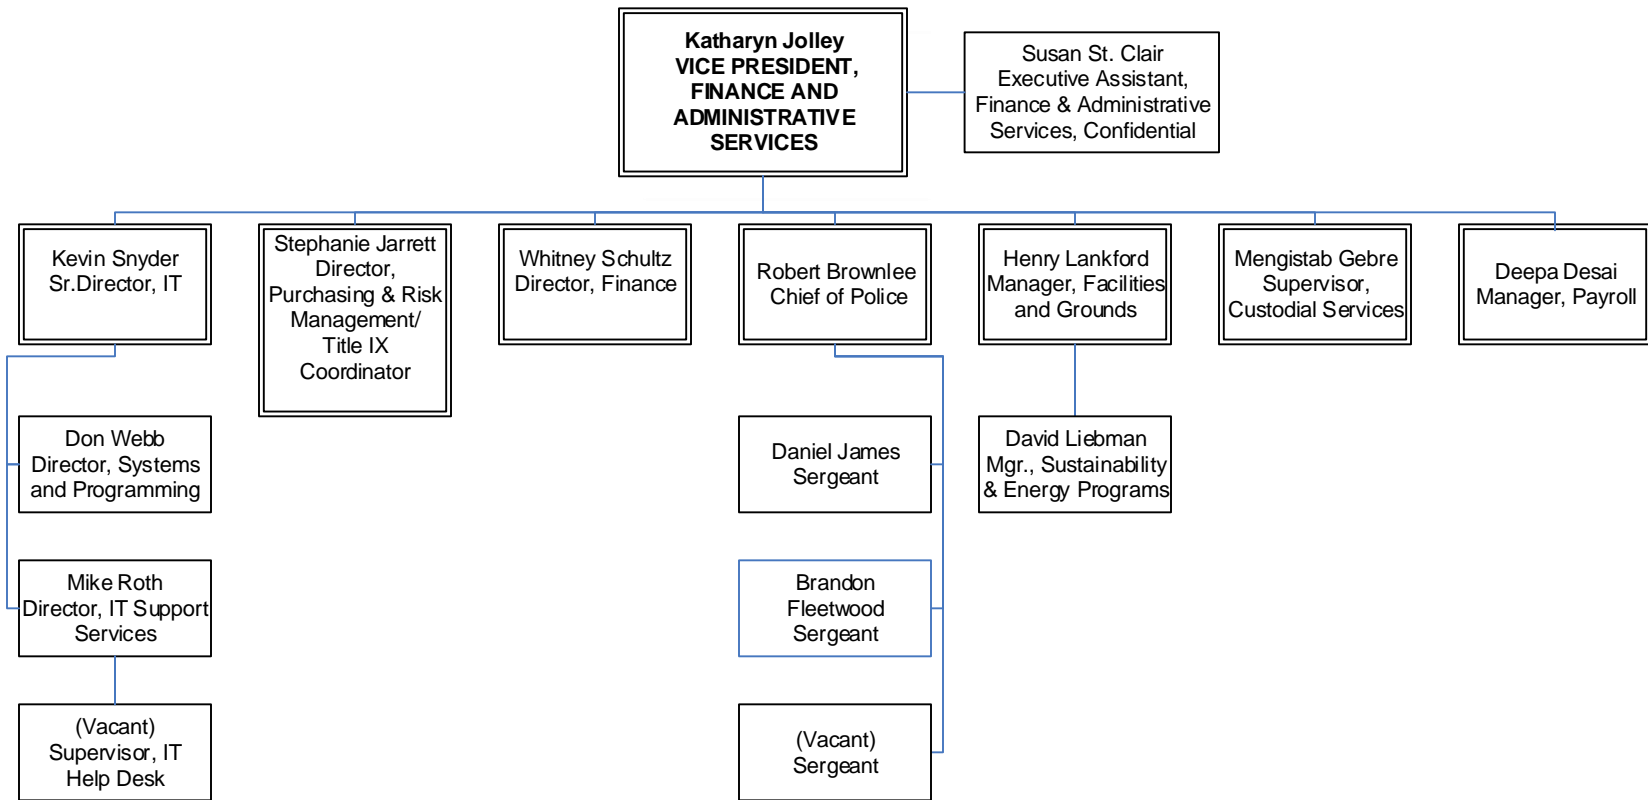 Katharyn Jolley
VICE PRESIDENT,
FINANCE AND
ADMINISTRATIVE
SERVICES
Susan St. Clair
Executive Assistant,
Finance & Administrative
Services, Confidential
Kevin Snyder
Sr.Director, IT
Stephanie Jarrett
Director,
Purchasing & Risk
Management/
Title IX
Coordinator
Whitney Schultz
Director, Finance
Robert Brownlee
Chief of Police
Henry Lankford
Manager, Facilities
and Grounds
Mengistab Gebre
Supervisor,
Custodial Services
Deepa Desai
Manager, Payroll
Don Webb
Director, Systems
and Programming
Daniel James
Sergeant
David Liebman
Mgr., Sustainability
& Energy Programs
Mike Roth
Director, IT Support
Services
Brandon
Fleetwood
Sergeant
(Vacant)
Supervisor, IT
Help Desk
(Vacant)
Sergeant